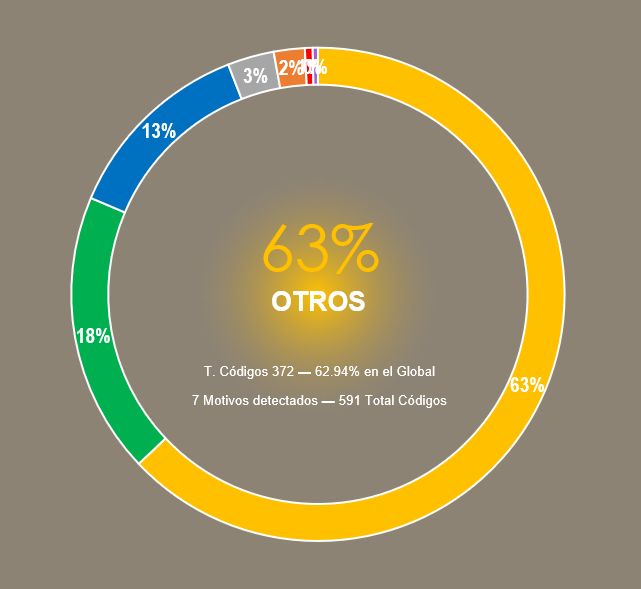 2%
3%
13%
63%
OTROS
18%
T. Códigos 372 — 62.94% en el Global
63%
7 Motivos detectados — 591 Total Códigos